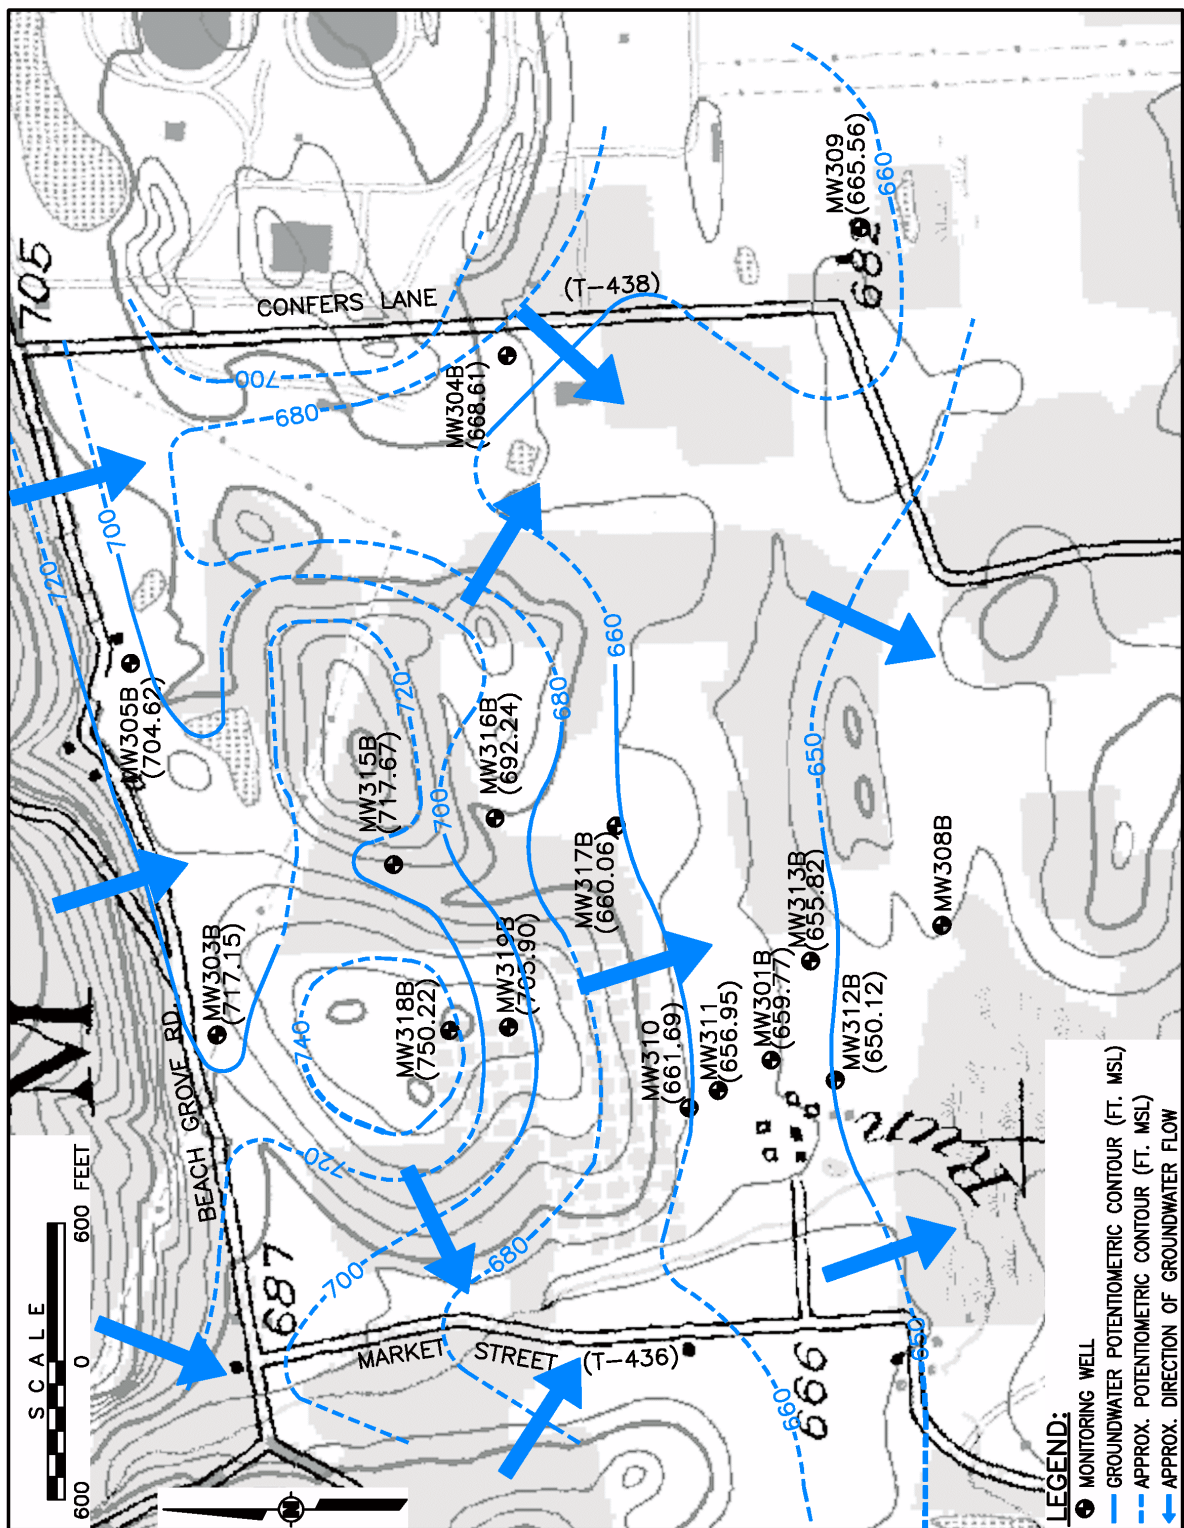 705
CONFERS LANE
(T-438)
682
MW309
(665.56)
660
700
680
MW304B
(668.61)
720
700
MW305B
(704.62)
MW315B
(717.67)
720
700
MW316B
(692.24)
680
660
MW317B
(660.06)
650
MW313B
(655.82)
MW308B
MW303B
(717.15)
740
MW318B
(750.22)
MW319B
(705.90)
MW310
(661.69)
MW311
(656.95)
MW301B
(659.77)
MW312B
(650.12)
BEACH GROVE RD.
M
720
700
680
687
MARKET STREET (T-436)
660
669
650
Hum
SCALE
600 0 600 FEET
N
LEGEND:
MONITORING WELL
GROUNDWATER POTENTIOMETRIC CONTOUR (FT. MSL)
APPROX. POTENTIOMETRIC CONTOUR (FT. MSL)
APPROX. DIRECTION OF GROUNDWATER FLOW